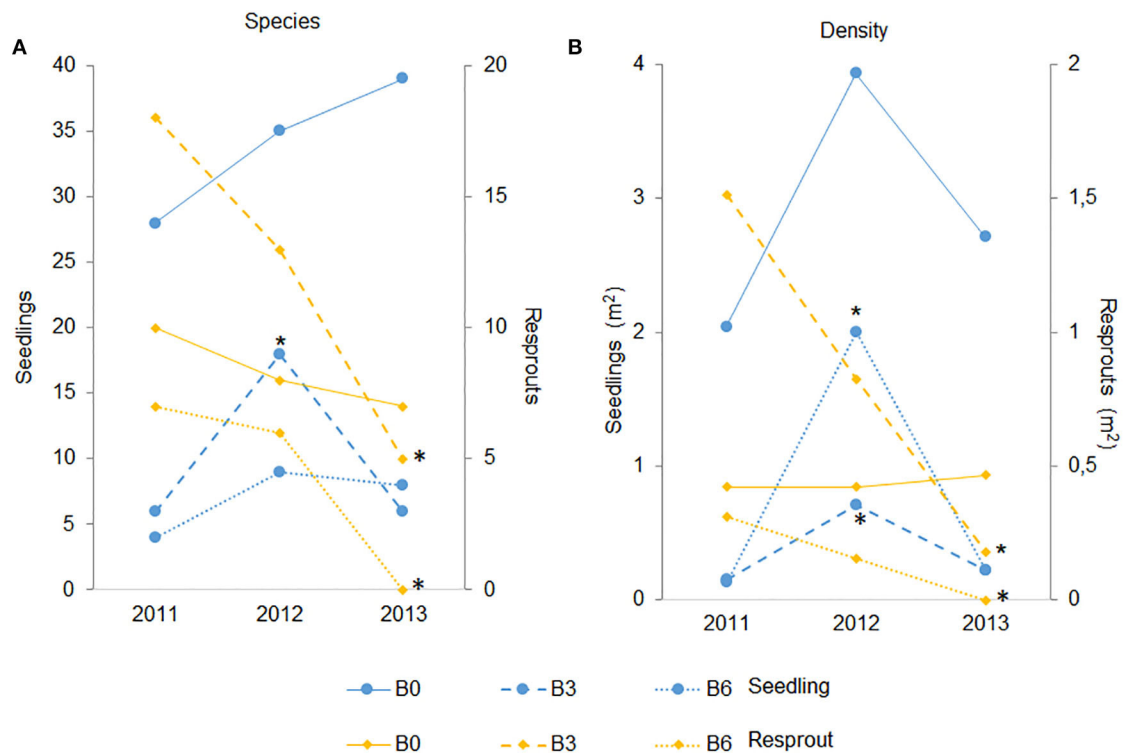 Species
A
40
35
30
25
20
15
10
5
0
Seedlings
20
15
10
5
0
Resprouts
2011 2012 2013
*
*
*
Density
B
4
3
2
1
0
Seedlings (m²)
2
1,5
1
0,5
0
Resprouts (m²)
2011 2012 2013
*
*
*
*
B0 B3 B6 Seedling
B0 B3 B6 Resprout